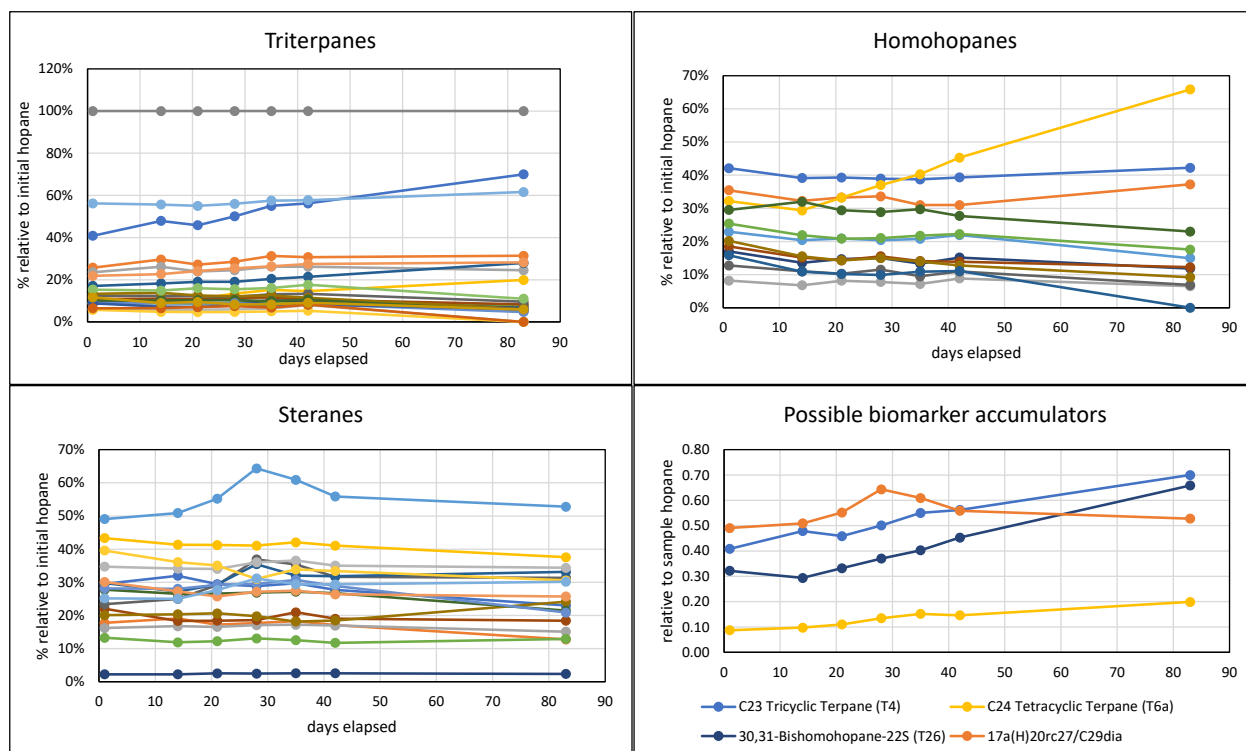 Triterpanes
120%
100%
80%
60%
40%
20%
0%
0 10 20 30 40 50 60 70 80 90
% relative to initial hopane
days elapsed
Homohopanes
70%
60%
50%
40%
30%
20%
10%
0%
0 10 20 30 40 50 60 70 80 90
% relative to initial hopane
days elapsed
Steranes
70%
60%
50%
40%
30%
20%
10%
0%
0 10 20 30 40 50 60 70 80 90
% relative to initial hopane
days elapsed
Possible biomarker accumulators
0.80
0.70
0.60
0.50
0.40
0.30
0.20
0.10
0.00
0 10 20 30 40 50 60 70 80 90
relative to sample hopane
C23 Tricyclic Terpane (T4)
C24 Tetracyclic Terpane (T6a)
30,31-Bishomohopane-22S (T26)
17a(H)20rc27/C29dia